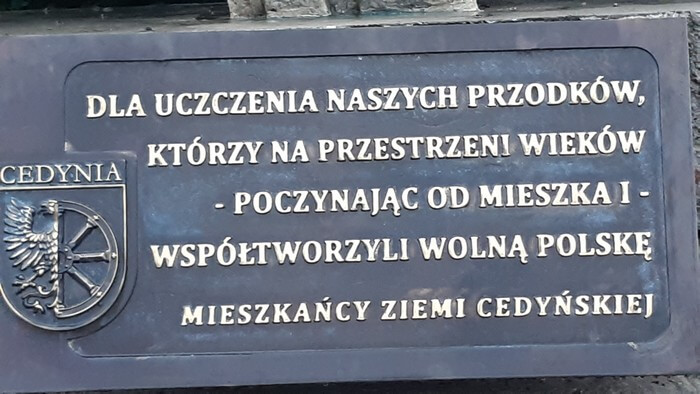 DLA UCZCZENIA NASZYCH PRZODKÓW,
KTÓRZY NA PRZESTRZENI WIEKÓW
- POCZYNAJĄC OD MIESZKA I -
WSPÓŁTWORZYLI WOLNĄ POLSKĘ
MIESZKAŃCY ZIEMI CEDYŃSKIEJ
CEDYNIA